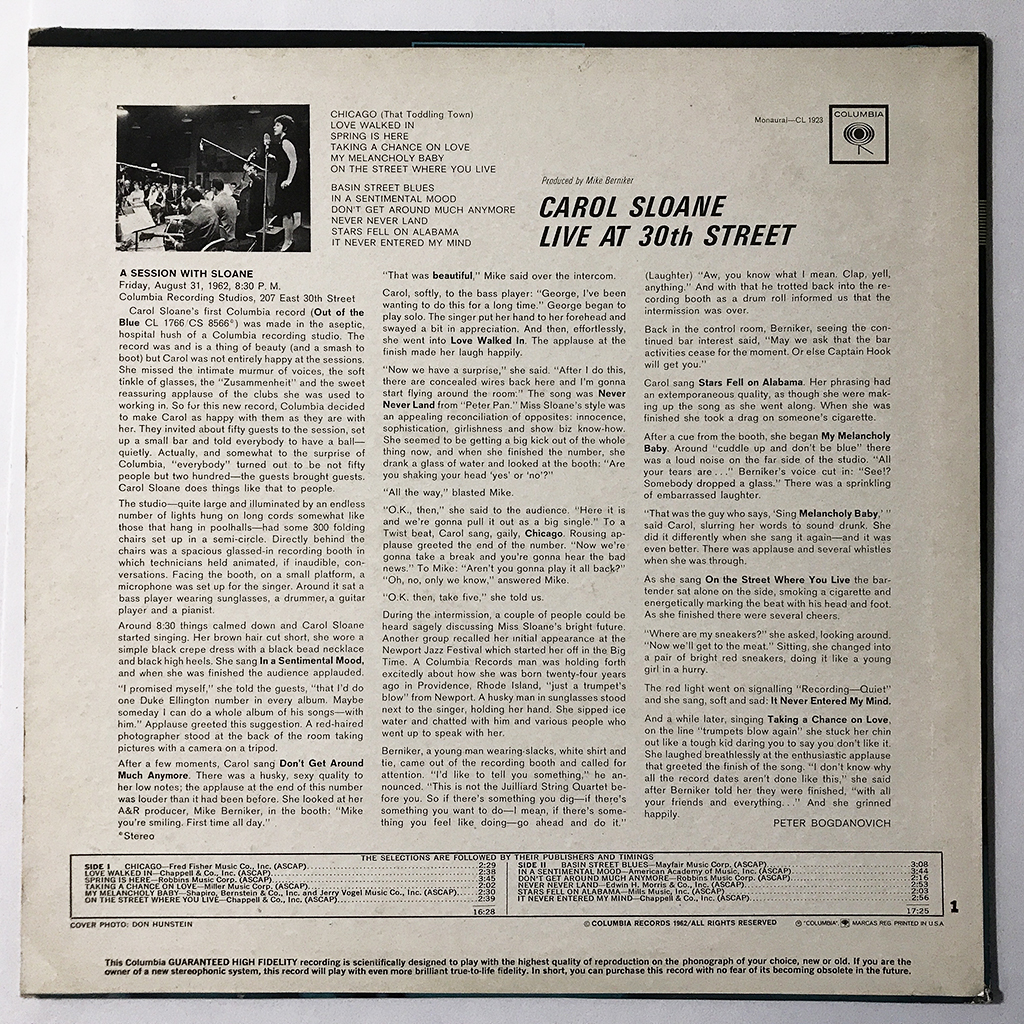 CHICAGO (That Toddling Town)
LOVE WALKED IN
SPRING IS HERE
TAKING A CHANCE ON LOVE
MY MELANCHOLY BABY
ON THE STREET WHERE YOU LIVE
BASIN STREET BLUES
IN A SENTIMENTAL MOOD
DON'T GET AROUND MUCH ANYMORE
NEVER NEVER LAND
STARS FELL ON ALABAMA
IT NEVER ENTERED MY MIND
Monaural—CL 1923
COLUMBIA
Produced by Mike Berniker
CAROL SLOANE
LIVE AT 30th STREET
A SESSION WITH SLOANE
Friday, August 31, 1962, 8:30 P. M.
Columbia Recording Studios, 207 East 30th Street
Carol Sloane's first Columbia record (Out of the
Blue CL 1766/CS 8566*) was made in the aseptic,
hospital hush of a Columbia recording studio. The
record was and is a thing of beauty (and a smash to
boot) but Carol was not entirely happy at the sessions.
She missed the intimate murmur of voices, the soft
tinkle of glasses, the "Zusammenheit" and the sweet
reassuring applause of the clubs she was used to
working in. So for this new record, Columbia decided
to make Carol as happy with them as they are with
her. They invited about fifty guests to the session, set
up a small bar and told everybody to have a ball—
quietly. Actually, and somewhat to the surprise of
Columbia, "everybody" turned out to be not fifty
people but two hundred—the guests brought guests.
Carol Sloane does things like that to people.
The studio—quite large and illuminated by an endless
number of lights hung on long cords somewhat like
those that hang in poolhalls—had some 300 folding
chairs set up in a semi-circle. Directly behind the
chairs was a spacious glassed-in recording booth in
which technicians held animated, if inaudible, con-
versations. Facing the booth, on a small platform, a
microphone was set up for the singer. Around it sat a
bass player wearing sunglasses, a drummer, a guitar
player and a pianist.
Around 8:30 things calmed down and Carol Sloane
started singing. Her brown hair cut short, she wore a
simple black crepe dress with a black bead necklace
and black high heels. She sang In a Sentimental Mood,
and when she was finished the audience applauded.
"I promised myself," she told the guests, "that I'd do
one Duke Ellington number in every album. Maybe
someday I can do a whole album of his songs—with
him." Applause greeted this suggestion. A red-haired
photographer stood at the back of the room taking
pictures with a camera on a tripod.
After a few moments, Carol sang Don't Get Around
Much Anymore. There was a husky, sexy quality to
her low notes; the applause at the end of this number
was louder than it had been before. She looked at her
A&R producer, Mike Berniker, in the booth: "Mike
you're smiling. First time all day."
*Stereo
"That was beautiful," Mike said over the intercom.
Carol, softly, to the bass player: "George, I've been
wanting to do this for a long time." George began to
play solo. The singer put her hand to her forehead and
swayed a bit in appreciation. And then, effortlessly,
she went into Love Walked In. The applause at the
finish made her laugh happily.
"Now we have a surprise," she said. "After I do this,
there are concealed wires back here and I'm gonna
start flying around the room." The song was Never
Never Land from "Peter Pan." Miss Sloane's style was
an appealing reconciliation of opposites: innocence,
sophistication, girlishness and show biz know-how.
She seemed to be getting a big kick out of the whole
thing now, and when she finished the number, she
drank a glass of water and looked at the booth: "Are
you shaking your head 'yes' or 'no'?"
"All the way," blasted Mike.
"O.K., then," she said to the audience. "Here it is
and we're gonna pull it out as a big single." To a
Twist beat, Carol sang, gaily, Chicago. Rousing ap-
plause greeted the end of the number. "Now we're
gonna take a break and you're gonna hear the bad
news." To Mike: "Aren't you gonna play it all back?"
"Oh, no, only we know," answered Mike.
"O.K. then, take five," she told us.
During the intermission, a couple of people could be
heard sagely discussing Miss Sloane's bright future.
Another group recalled her initial appearance at the
Newport Jazz Festival which started her off in the Big
Time. A Columbia Records man was holding forth
excitedly about how she was born twenty-four years
ago in Providence, Rhode Island, "just a trumpet's
blow" from Newport. A husky man in sunglasses stood
next to the singer, holding her hand. She sipped ice
water and chatted with him and various people who
went up to speak with her.
Berniker, a young man wearing slacks, white shirt and
tie, came out of the recording booth and called for
attention. "I'd like to tell you something," he an-
nounced. "This is not the Juilliard String Quartet be-
fore you. So if there's something you dig—if there's
something you want to do—I mean, if there's some-
thing you feel like doing—go ahead and do it."
(Laughter) "Aw, you know what I mean. Clap, yell,
anything." And with that he trotted back into the re-
cording booth as a drum roll informed us that the
intermission was over.
Back in the control room, Berniker, seeing the con-
tinued bar interest said, "May we ask that the bar
activities cease for the moment. Or else Captain Hook
will get you."
Carol sang Stars Fell on Alabama. Her phrasing had
an extemporaneous quality, as though she were mak-
ing up the song as she went along. When she was
finished she took a drag on someone's cigarette.
After a cue from the booth, she began My Melancholy
Baby. Around "cuddle up and don't be blue" there
was a loud noise on the far side of the studio. "All
your tears are..." Berniker's voice cut in: "See!?
Somebody dropped a glass." There was a sprinkling
of embarrassed laughter.
"That was the guy who says, 'Sing Melancholy Baby,' "
said Carol, slurring her words to sound drunk. She
did it differently when she sang it again—and it was
even better. There was applause and several whistles
when she was through.
As she sang On the Street Where You Live the bar-
tender sat alone on the side, smoking a cigarette and
energetically marking the beat with his head and foot.
As she finished there were several cheers.
"Where are my sneakers?" she asked, looking around.
"Now we'll get to the meat." Sitting, she changed into
a pair of bright red sneakers, doing it like a young
girl in a hurry.
The red light went on signalling "Recording—Quiet"
and she sang, soft and sad: It Never Entered My Mind.
And a while later, singing Taking a Chance on Love,
on the line "trumpets blow again" she stuck her chin
out like a tough kid daring you to say you don't like it.
She laughed breathlessly at the enthusiastic applause
that greeted the finish of the song. "I don't know why
all the record dates aren't done like this," she said
after Berniker told her they were finished, "with all
your friends and everything..." And she grinned
happily.
PETER BOGDANOVICH
THE SELECTIONS ARE FOLLOWED BY THEIR PUBLISHERS AND TIMINGS
SIDE I CHICAGO—Fred Fisher Music Co., Inc. (ASCAP) 2:29
LOVE WALKED IN—Chappell & Co., Inc. (ASCAP) 2:38
SPRING IS HERE—Robbins Music Corp. (ASCAP) 3:45
TAKING A CHANCE ON LOVE—Miller Music Corp. (ASCAP) 2:02
MY MELANCHOLY BABY—Shapiro, Bernstein & Co., Inc. and Jerry Vogel Music Co., Inc. (ASCAP) 2:30
ON THE STREET WHERE YOU LIVE—Chappell & Co., Inc. (ASCAP) 2:39
16:28
SIDE II BASIN STREET BLUES—Mayfair Music Corp. (ASCAP) 3:08
IN A SENTIMENTAL MOOD—American Academy of Music, Inc. (ASCAP) 3:44
DON'T GET AROUND MUCH ANYMORE—Robbins Music Corp. (ASCAP) 2:16
NEVER NEVER LAND—Edwin H. Morris & Co., Inc. (ASCAP) 2:53
STARS FELL ON ALABAMA—Mills Music, Inc. (ASCAP) 2:03
IT NEVER ENTERED MY MIND—Chappell & Co., Inc. (ASCAP) 2:56
17:25
1
COVER PHOTO: DON HUNSTEIN
© COLUMBIA RECORDS 1962/ALL RIGHTS RESERVED
® "COLUMBIA", MARCAS REG. PRINTED IN U.S.A.
This Columbia GUARANTEED HIGH FIDELITY recording is scientifically designed to play with the highest quality of reproduction on the phonograph of your choice, new or old. If you are the
owner of a new stereophonic system, this record will play with even more brilliant true-to-life fidelity. In short, you can purchase this record with no fear of its becoming obsolete in the future.